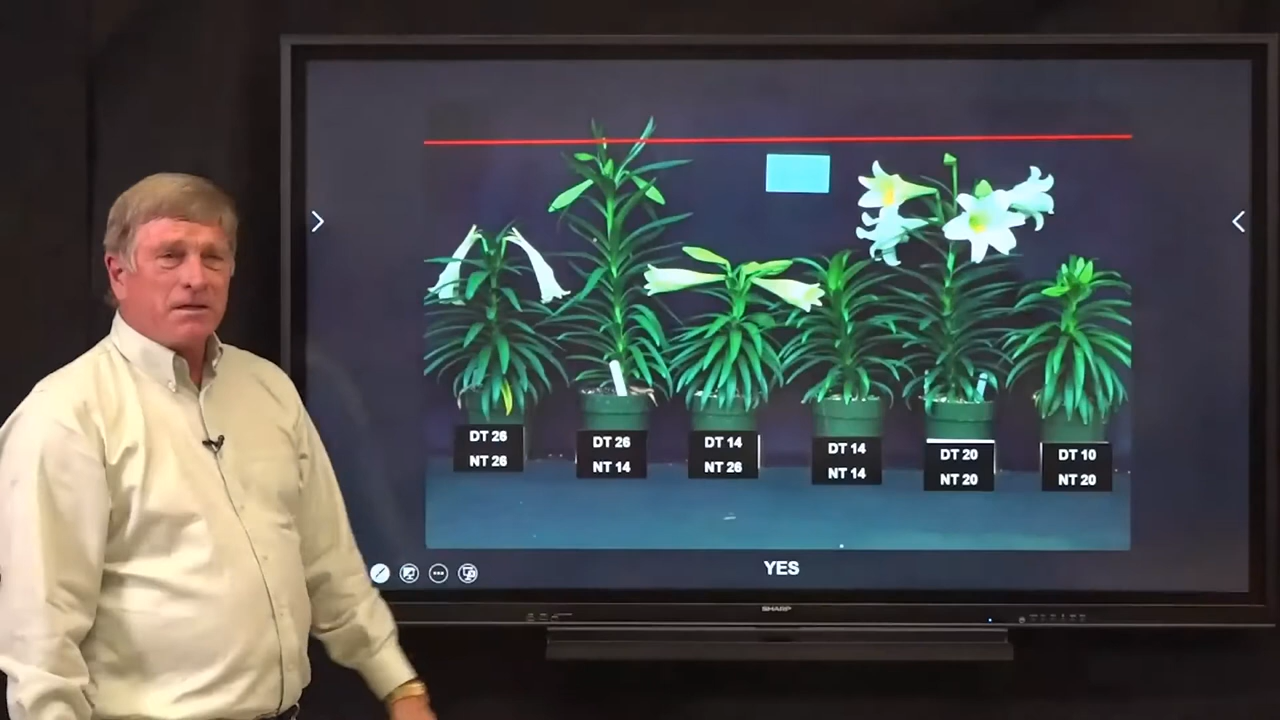 DT 26
NT 26
DT 26
NT 14
DT 14
NT 26
DT 14
NT 14
DT 20
NT 20
DT 10
NT 20
YES
SHARP